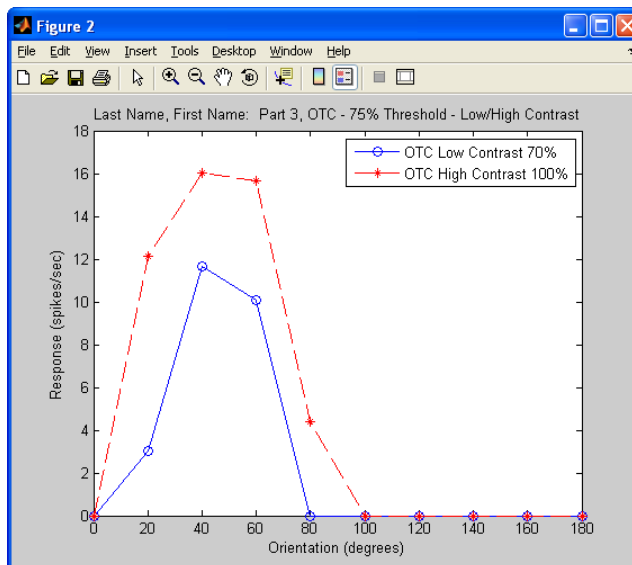 Figure 2
File Edit View Insert Tools Desktop Window Help
Last Name, First Name: Part 3, OTC - 75% Threshold - Low/High Contrast
OTC Low Contrast 70%
OTC High Contrast 100%
18
16
14
12
10
8
6
4
2
0
Response (spikes/sec)
0 20 40 60 80 100 120 140 160 180
Orientation (degrees)